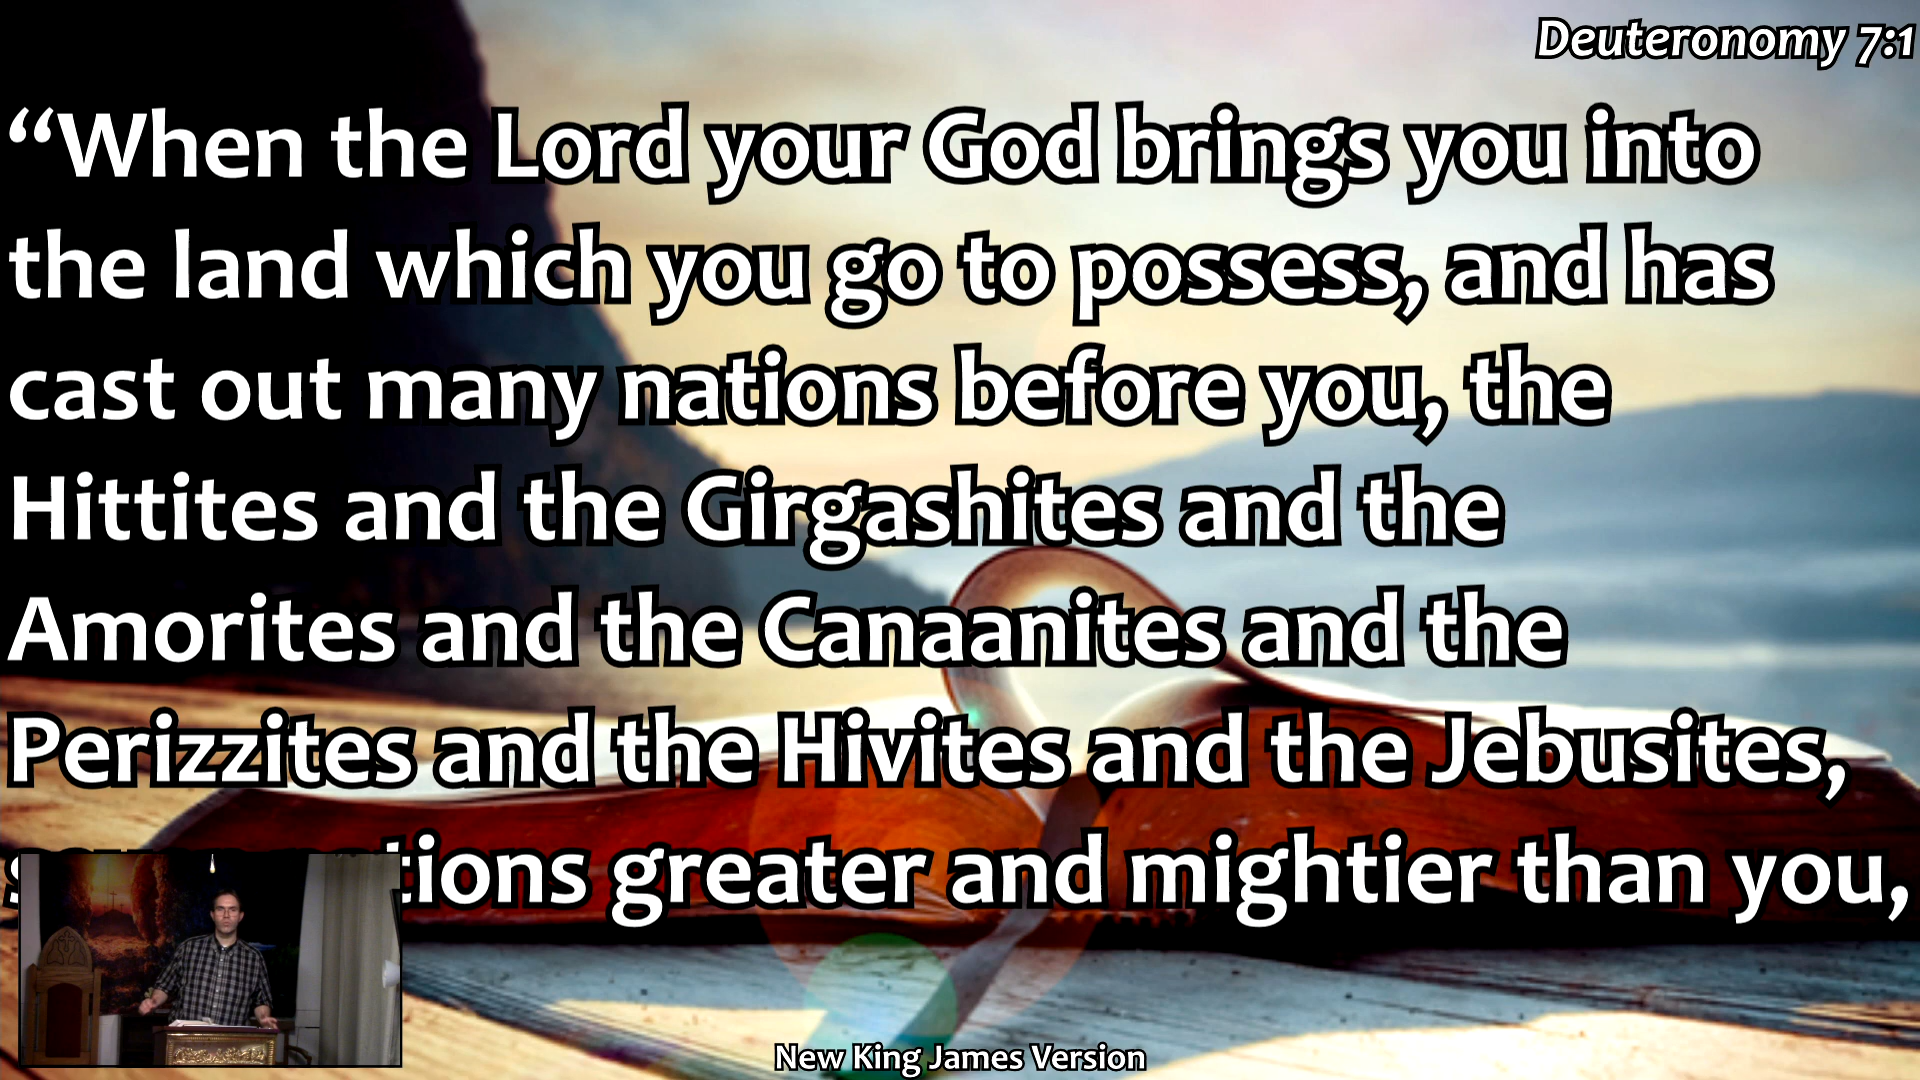 Deuteronomy 7:1
“When the Lord your God brings you into
the land which you go to possess, and has
cast out many nations before you, the
Hittites and the Girgashites and the
Amorites and the Canaanites and the
Perizzites and the Hivites and the Jebusites,
greater and mightier than you,
New King James Version